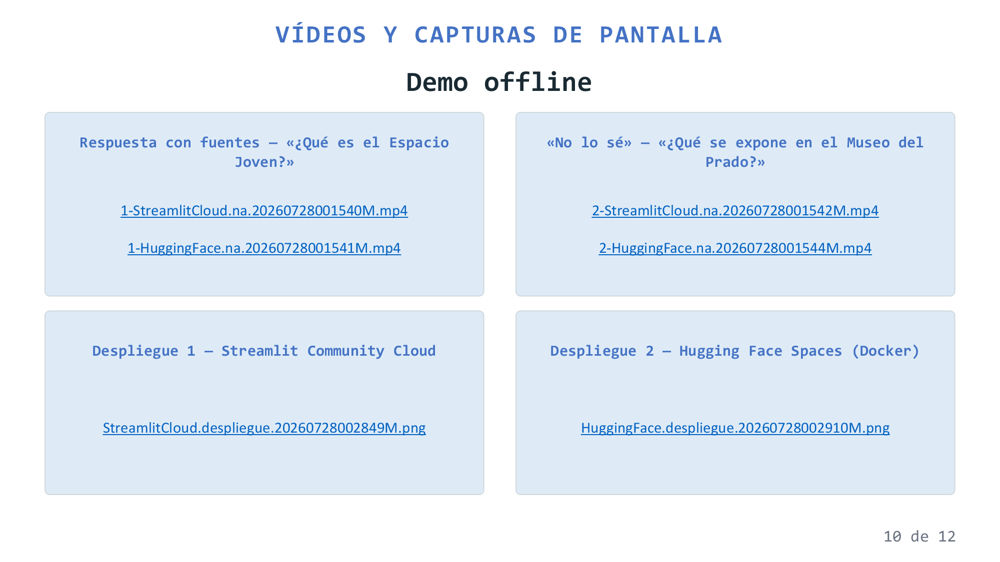 VÍDEOS Y CAPTURAS DE PANTALLA
Demo offline
Respuesta con fuentes — «¿Qué es el Espacio
Joven?»
1-StreamlitCloud.na.20260728001540M.mp4
1-HuggingFace.na.20260728001541M.mp4
«No lo sé» — «¿Qué se expone en el Museo del
Prado?»
2-StreamlitCloud.na.20260728001542M.mp4
2-HuggingFace.na.20260728001544M.mp4
Despliegue 1 — Streamlit Community Cloud
StreamlitCloud.despliegue.20260728002849M.png
Despliegue 2 — Hugging Face Spaces (Docker)
HuggingFace.despliegue.20260728002910M.png
10 de 12